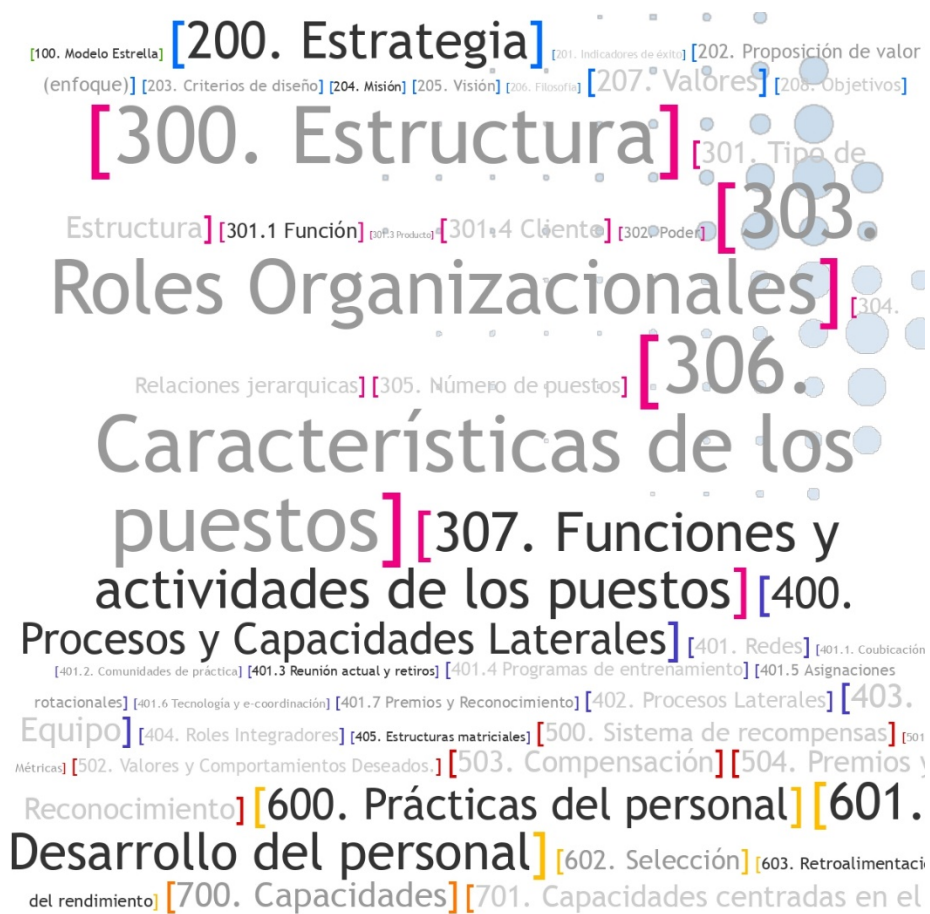 [100. Modelo Estrella] [200. Estrategia] [201. Indicadores de éxito] [202. Proposición de valor
(enfoque)] [203. Criterios de diseño] [204. Misión] [205. Visión] [206. Filosofía] [207. Valores] [208. Objetivos]
[300. Estructura] [301. Tipo de
Estructura] [301.1 Función] [301.3 Producto] [301.4 Cliente] [302. Poder] [303.
Roles Organizacionales] [304.
Relaciones jerarquicas] [305. Número de puestos] [306.
Características de los
puestos] [307. Funciones y
actividades de los puestos] [400.
Procesos y Capacidades Laterales] [401. Redes] [401.1. Coubicación
[401.2. Comunidades de práctica] [401.3 Reunión actual y retiros] [401.4 Programas de entrenamiento] [401.5 Asignaciones
rotacionales] [401.6 Tecnología y e-coordinación] [401.7 Premios y Reconocimiento] [402. Procesos Laterales] [403.
Equipo] [404. Roles Integradores] [405. Estructuras matriciales] [500. Sistema de recompensas] [501
Métricas] [502. Valores y Comportamientos Deseados.] [503. Compensación] [504. Premios y
Reconocimiento] [600. Prácticas del personal] [601.
Desarrollo del personal] [602. Selección] [603. Retroalimentació
del rendimiento] [700. Capacidades] [701. Capacidades centradas en el